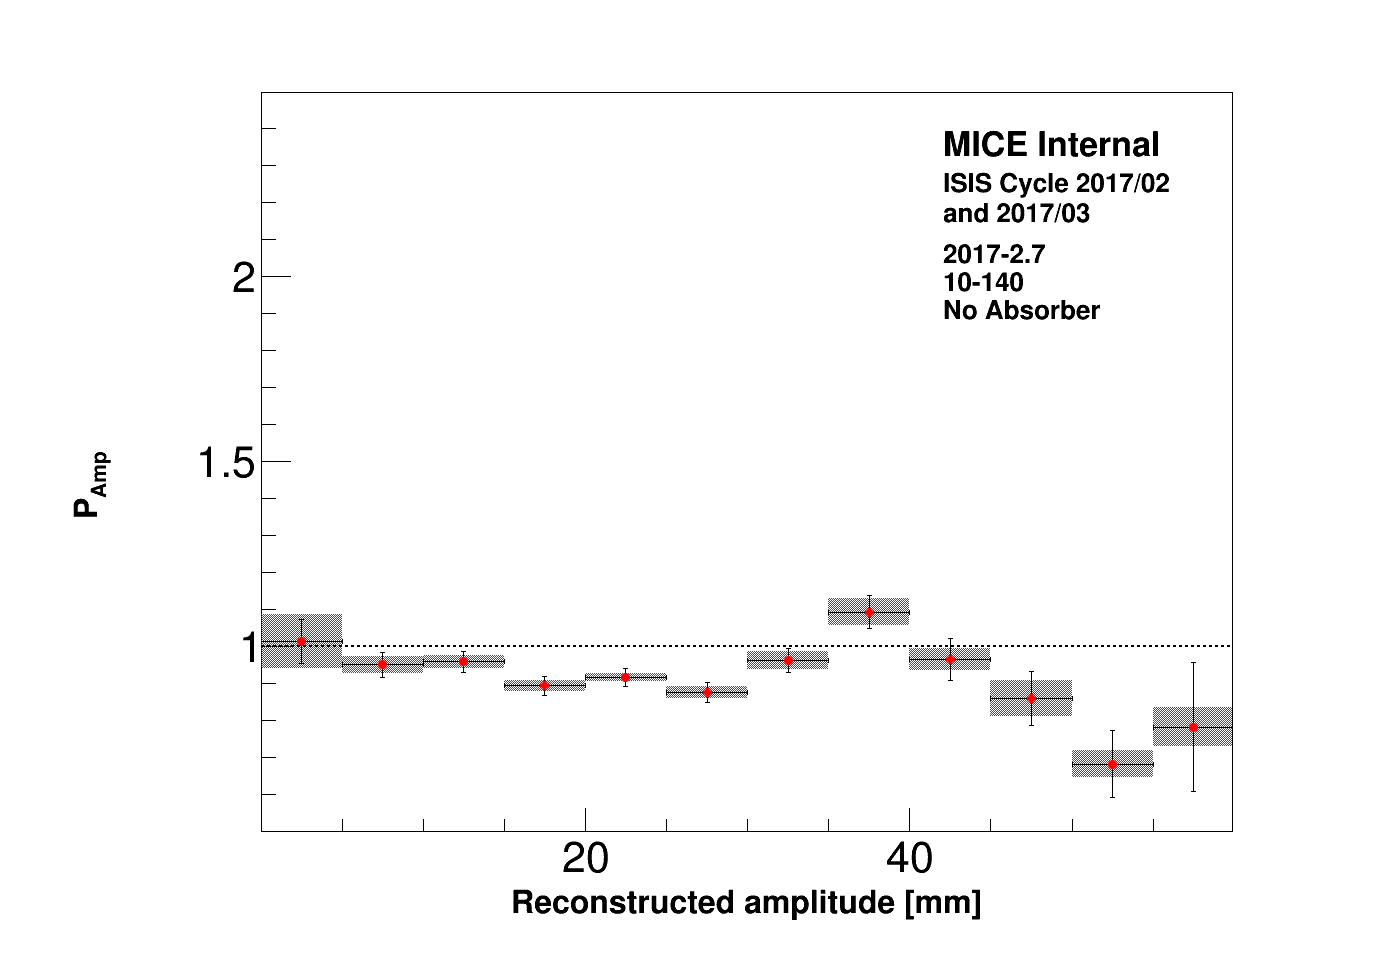 MICE Internal
ISIS Cycle 2017/02
and 2017/03
2017-2.7
10-140
No Absorber
2
1.5
1
P_Amp
20 40
Reconstructed amplitude [mm]